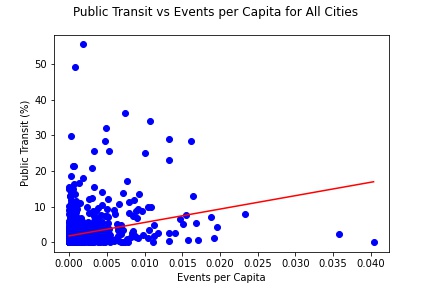 Public Transit vs Events per Capita for All Cities
Public Transit (%)
50
40
30
20
10
0
0.000 0.005 0.010 0.015 0.020 0.025 0.030 0.035 0.040
Events per Capita